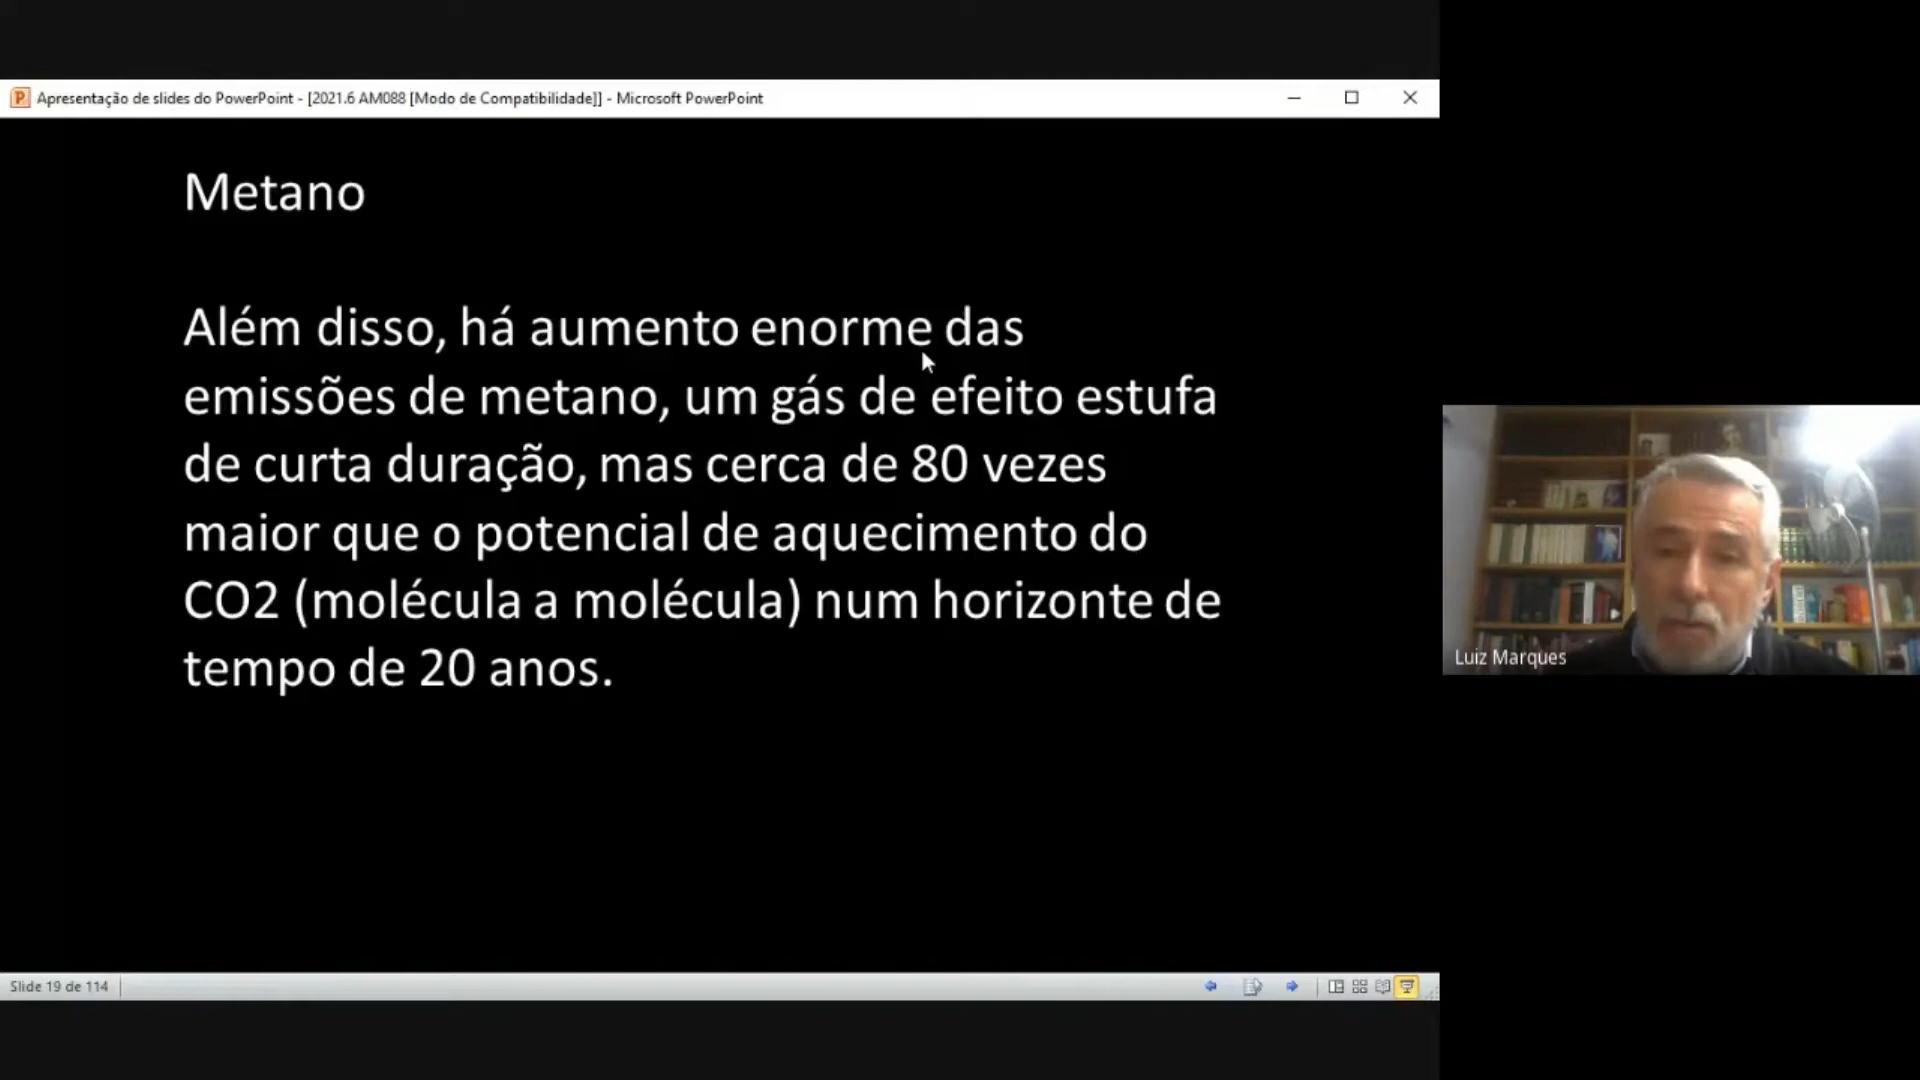 Apresentação de slides do PowerPoint - [2021.6 AM088 [Modo de Compatibilidade]] - Microsoft PowerPoint
Metano
Além disso, há aumento enorme das
emissões de metano, um gás de efeito estufa
de curta duração, mas cerca de 80 vezes
maior que o potencial de aquecimento do
CO2 (molécula a molécula) num horizonte de
tempo de 20 anos.
Luiz Marques
Slide 19 de 114